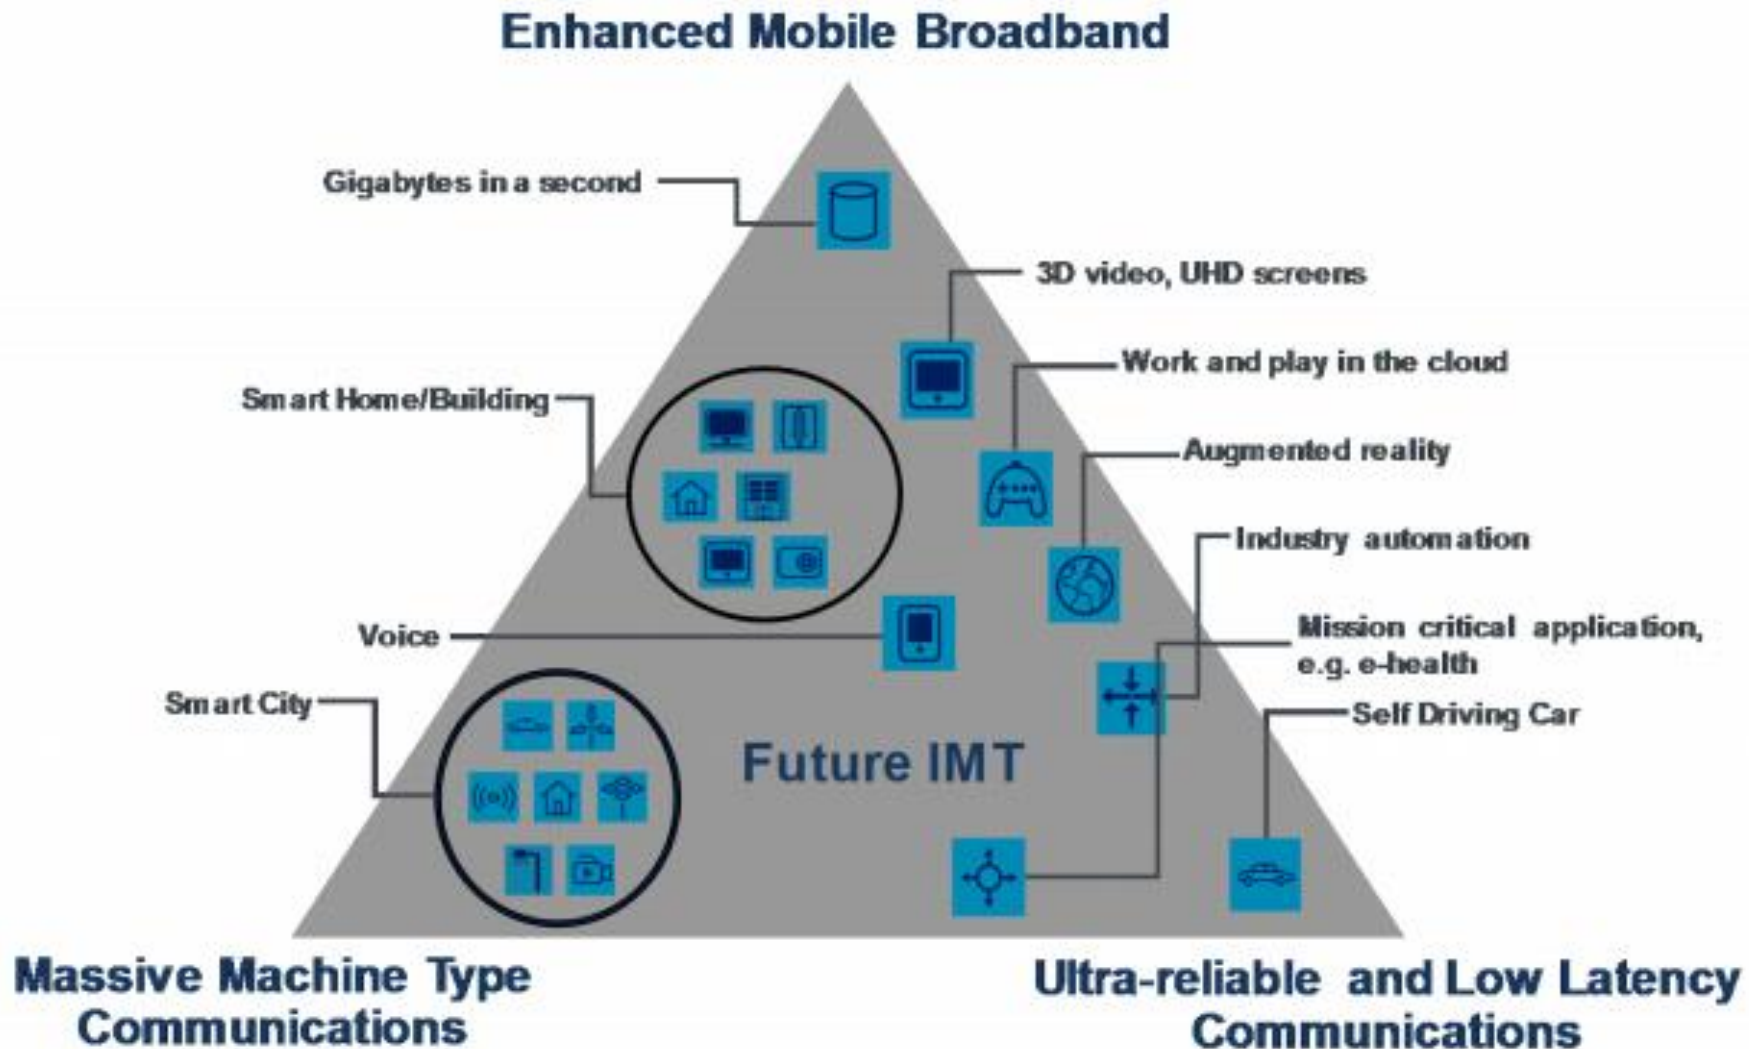 Enhanced Mobile Broadband
Gigabytes in a second
3D video, UHD screens
Work and play in the cloud
Smart Home/Building
Augmented reality
Industry automation
Mission critical application,
e.g. e-health
Voice
Smart City
Self Driving Car
Future IMT
Massive Machine Type
Communications
Ultra-reliable and Low Latency
Communications